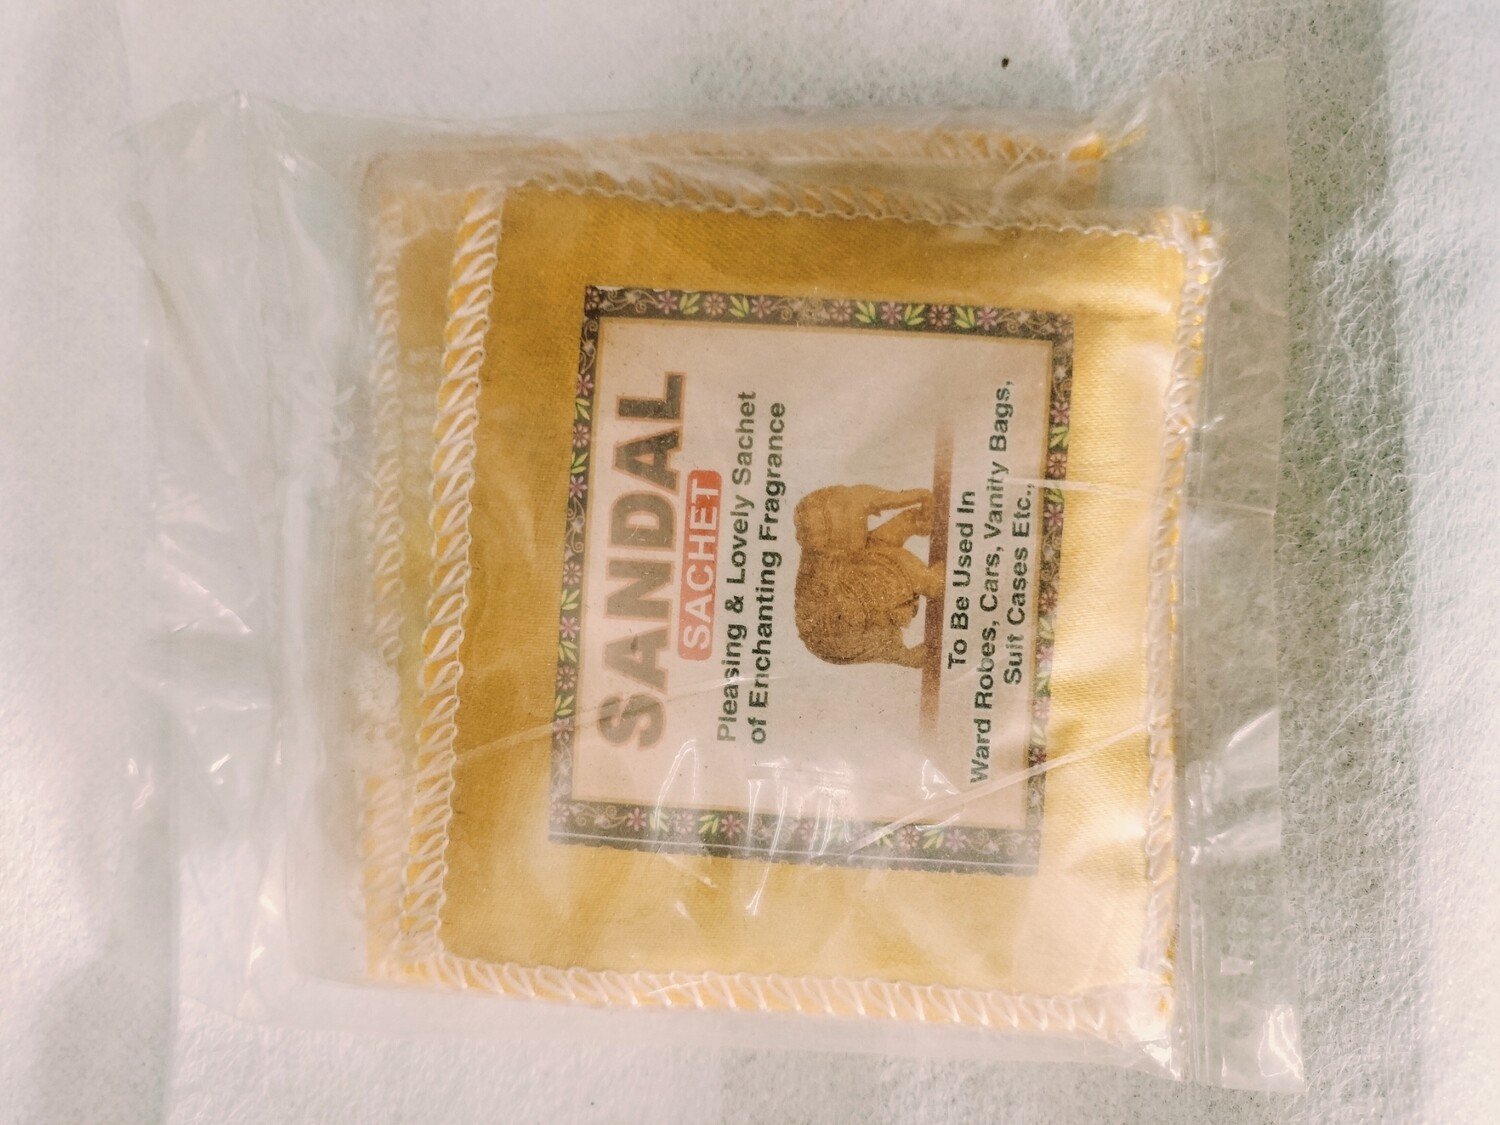 SANDAL
SACHET
Pleasing & Lovely Sachet
of Enchanting Fragrance
To Be Used In
Ward Robes, Cars, Vanity Bags,
Suit Cases Etc.,